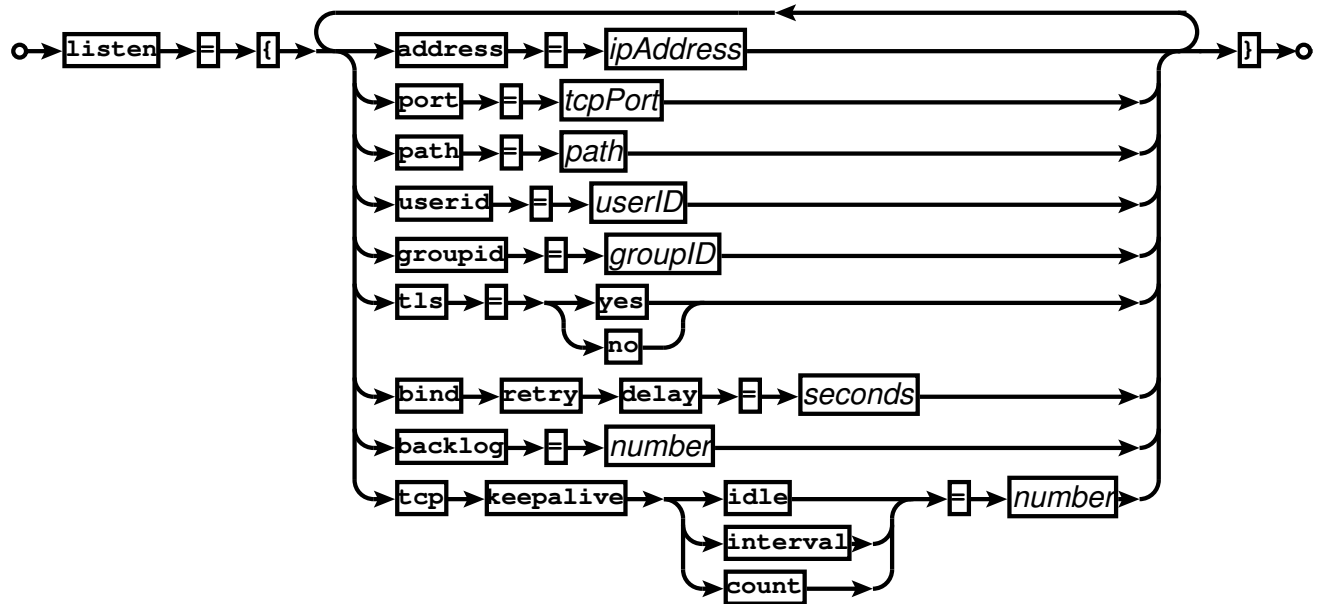 listen = { address = ipAddress }
port = tcpPort
path = path
userid = userID
groupid = groupID
tls = yes
no
bind retry delay = seconds
backlog = number
tcp keepalive idle = number
interval
count